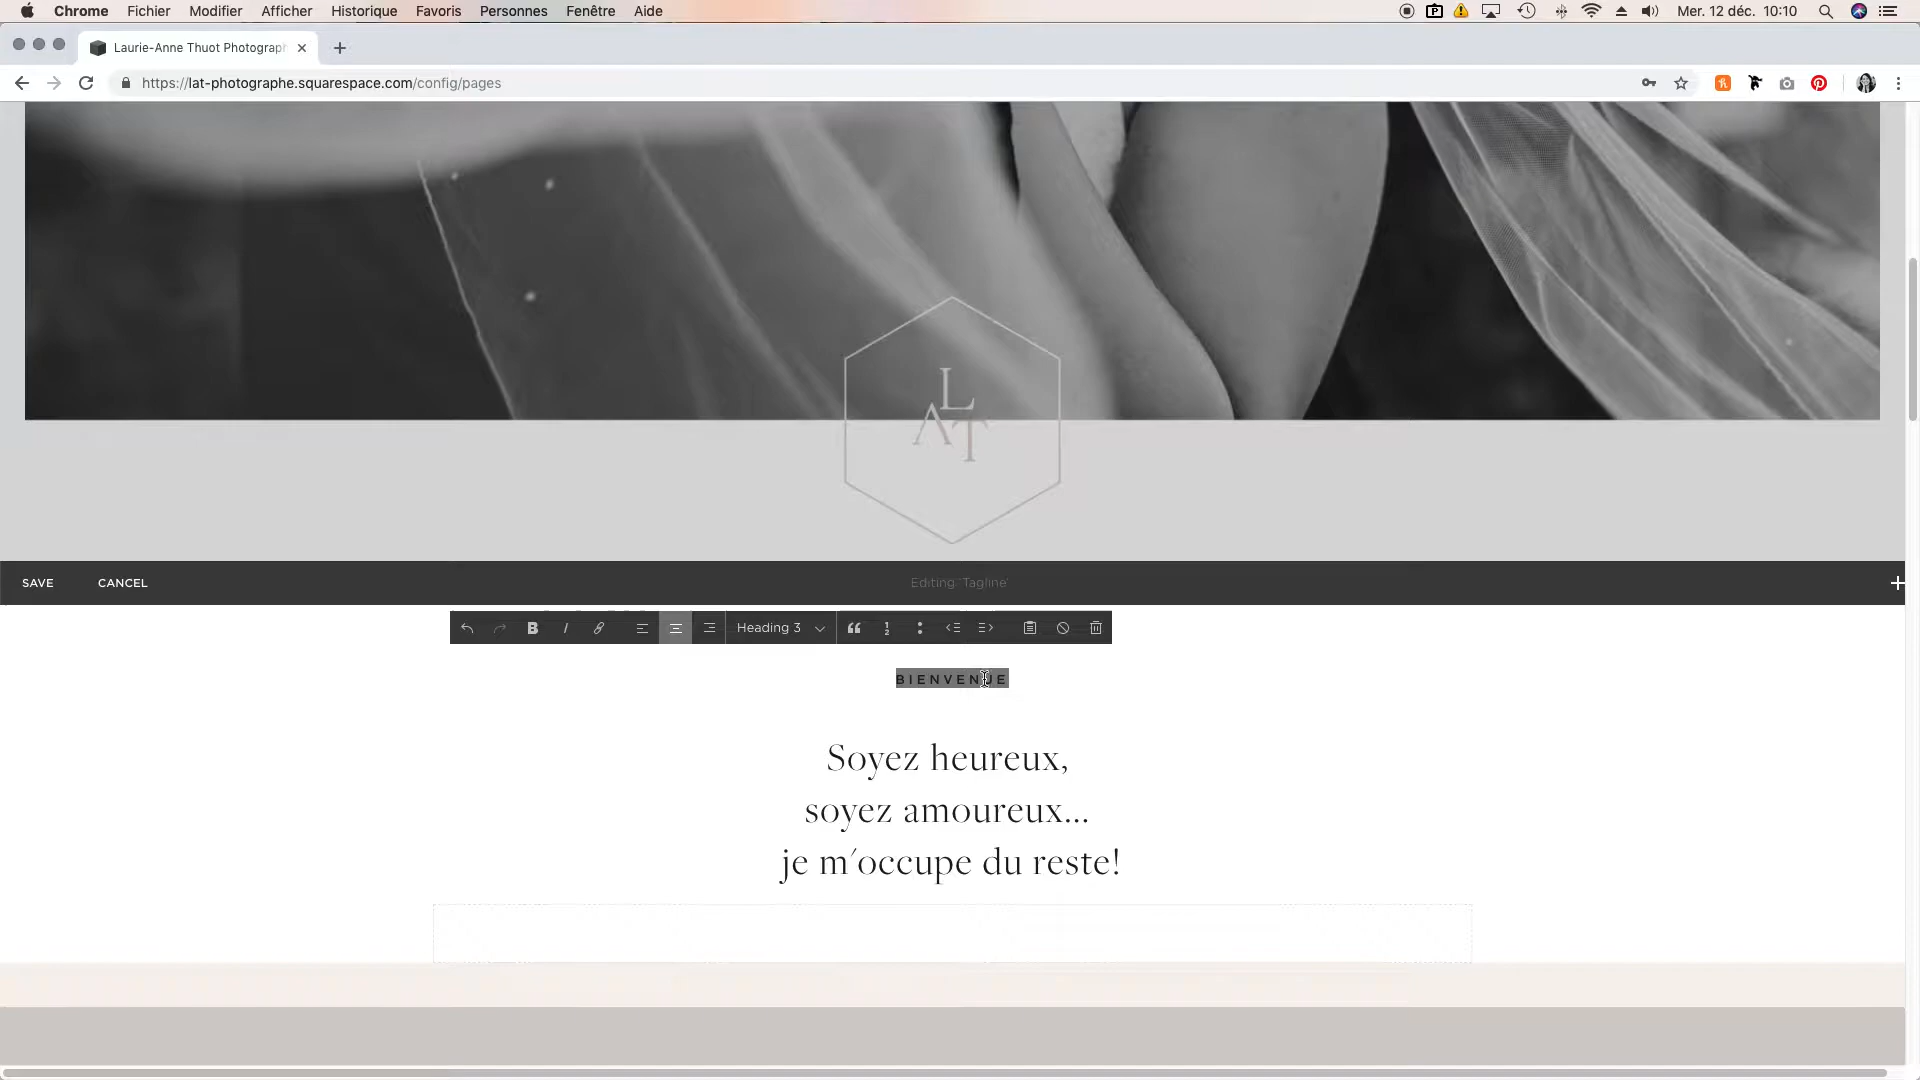 Chrome Fichier Modifier Afficher Historique Favoris Personnes Fenêtre Aide Mer. 12 déc. 10:10
Laurie-Anne Thuot Photograph
https://lat-photographe.squarespace.com/config/pages
L
AT
SAVE CANCEL Editing 'Tagline'
B I Heading 3
BIENVENUE
Soyez heureux,
soyez amoureux...
je m'occupe du reste!